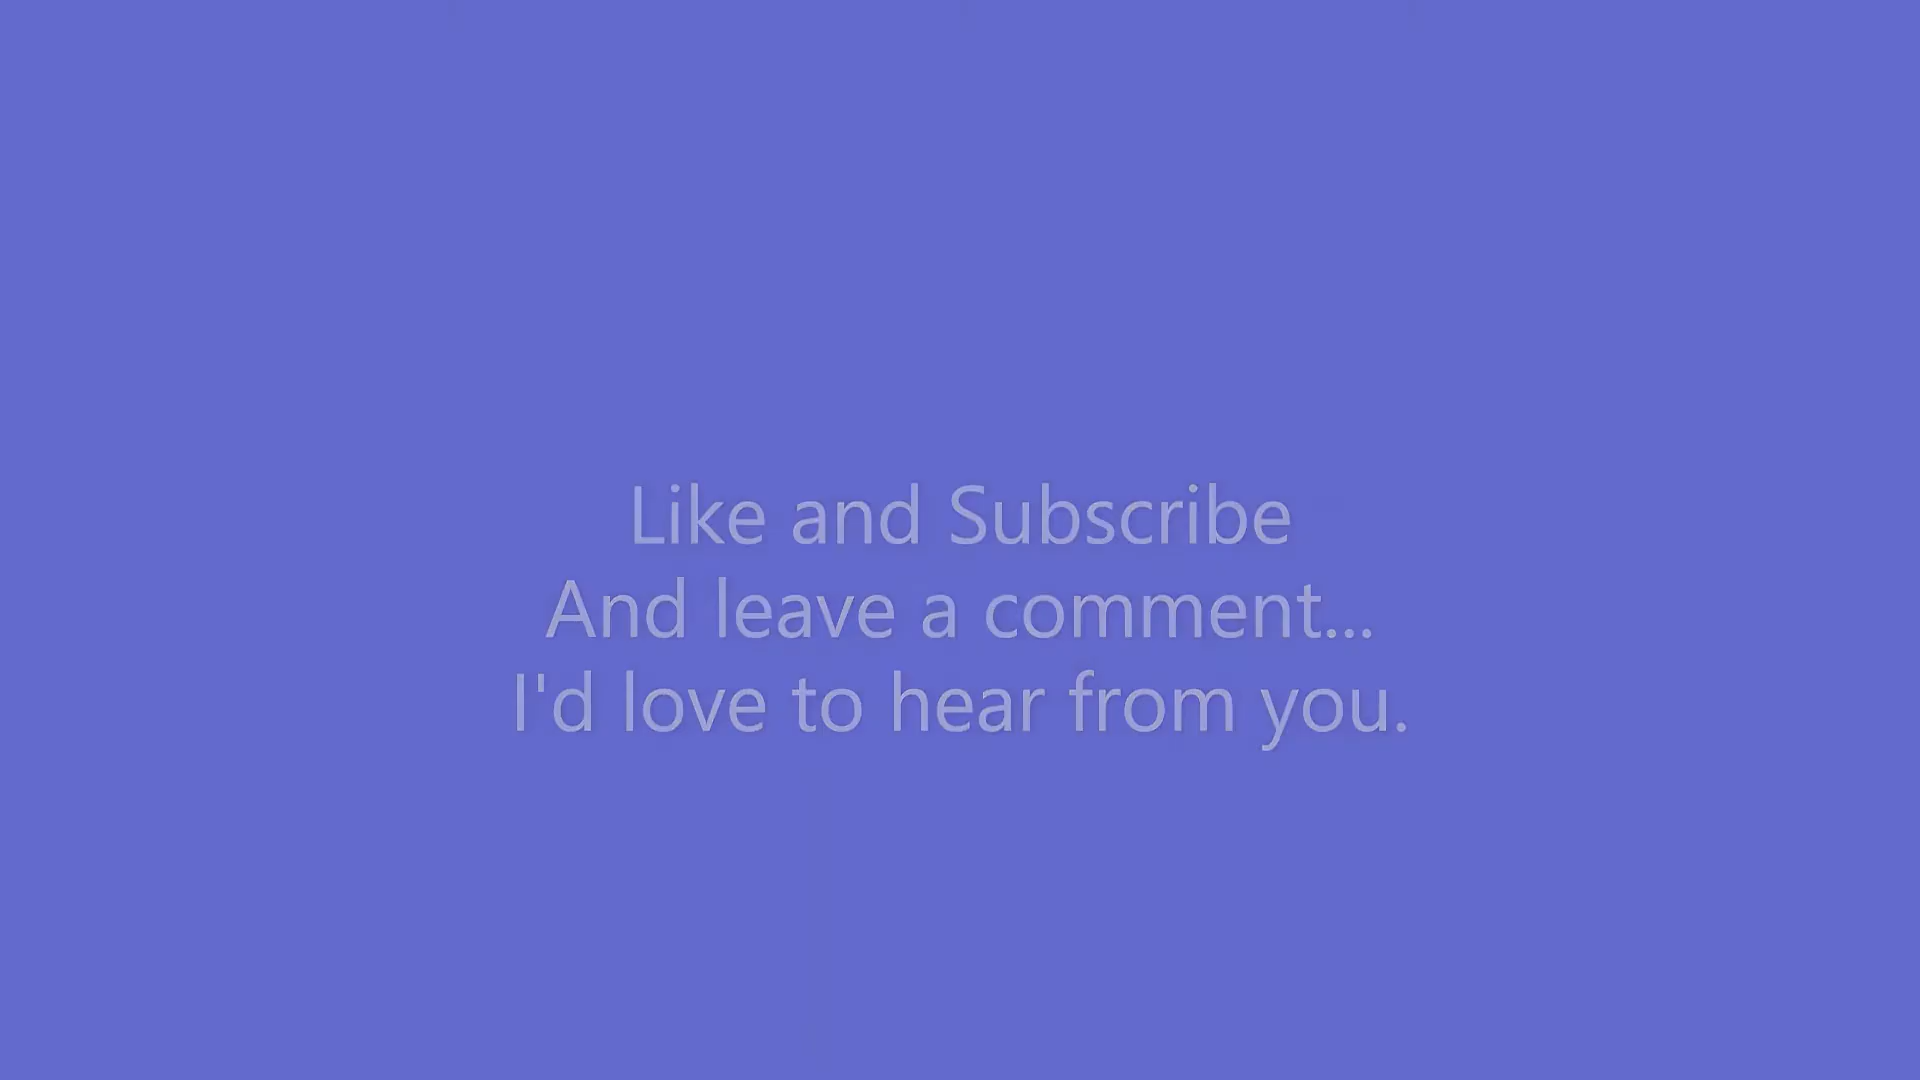 Like and Subscribe
And leave a comment...
I'd love to hear from you.